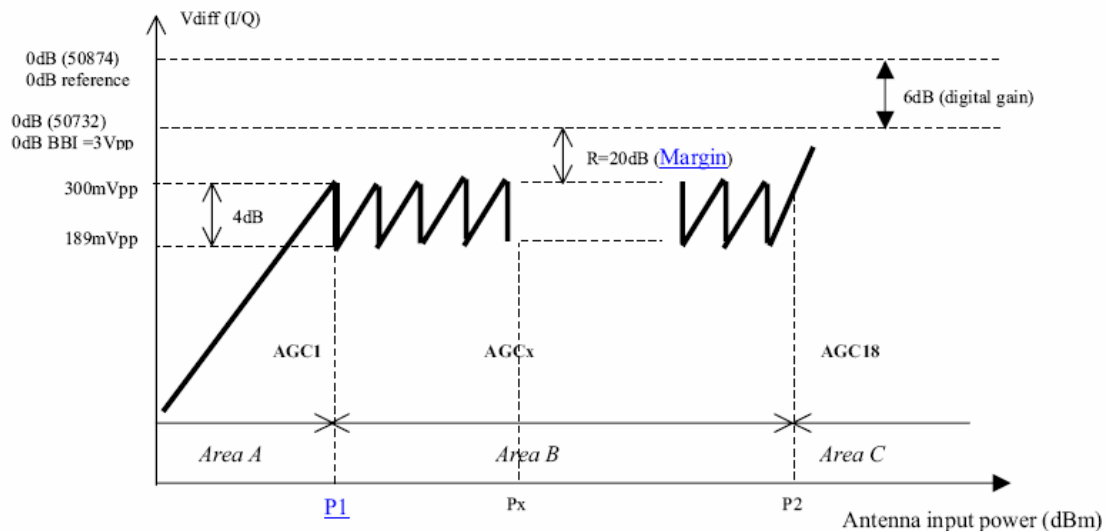 Vdiff (I/Q)
0dB (50874)
0dB reference
6dB (digital gain)
0dB (50732)
0dB BBI =3Vpp
R=20dB (Margin)
300mVpp
4dB
189mVpp
AGC1
AGCx
AGC18
Area A
Area B
Area C
P1
Px
P2
Antenna input power (dBm)